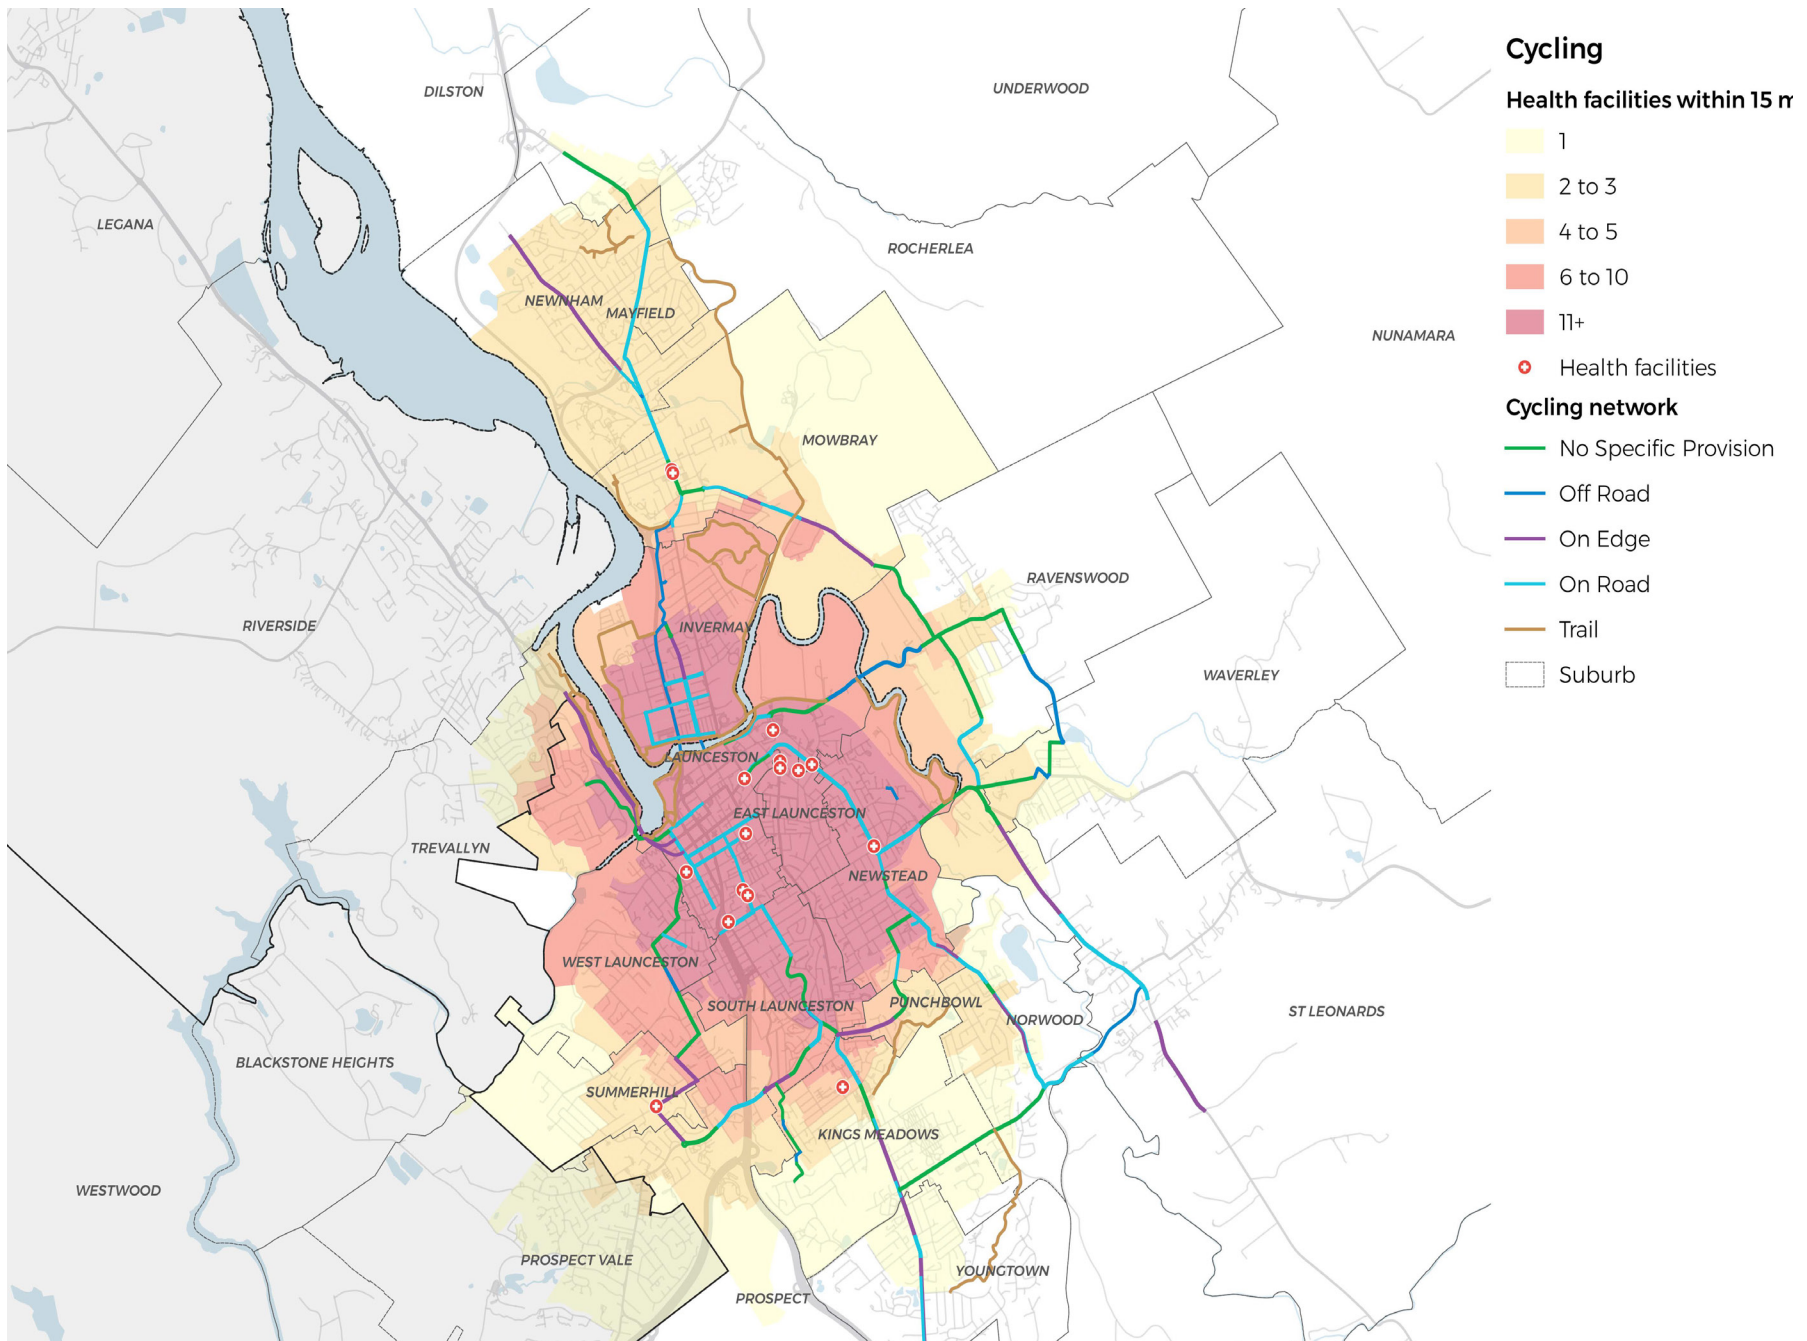 Cycling
Health facilities within 15 m
1
2 to 3
4 to 5
6 to 10
11+
Health facilities
Cycling network
No Specific Provision
Off Road
On Edge
On Road
Trail
Suburb
DILSTON
UNDERWOOD
LEGANA
ROCHERLEA
NEWNHAM
MAYFIELD
NUNAMARA
MOWBRAY
RAVENSWOOD
RIVERSIDE
INVERMAY
WAVERLEY
LAUNCESTON
EAST LAUNCESTON
TREVALLYN
NEWSTEAD
WEST LAUNCESTON
SOUTH LAUNCESTON
PUNCHBOWL
NORWOOD
ST LEONARDS
BLACKSTONE HEIGHTS
SUMMERHILL
KINGS MEADOWS
WESTWOOD
PROSPECT VALE
YOUNGTOWN
PROSPECT